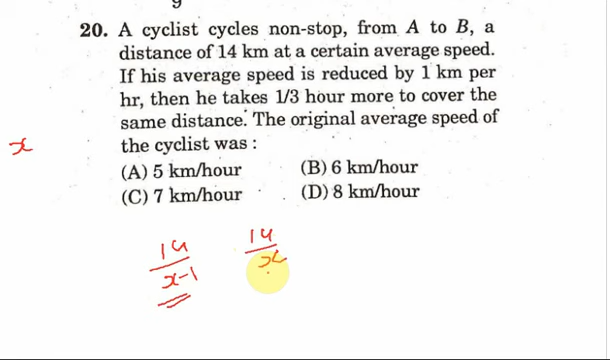 20. A cyclist cycles non-stop, from A to B, a
distance of 14 km at a certain average speed.
If his average speed is reduced by 1 km per
hr, then he takes 1/3 hour more to cover the
same distance. The original average speed of
the cyclist was :
(A) 5 km/hour (B) 6 km/hour
(C) 7 km/hour (D) 8 km/hour
x
14 14
x-1 x